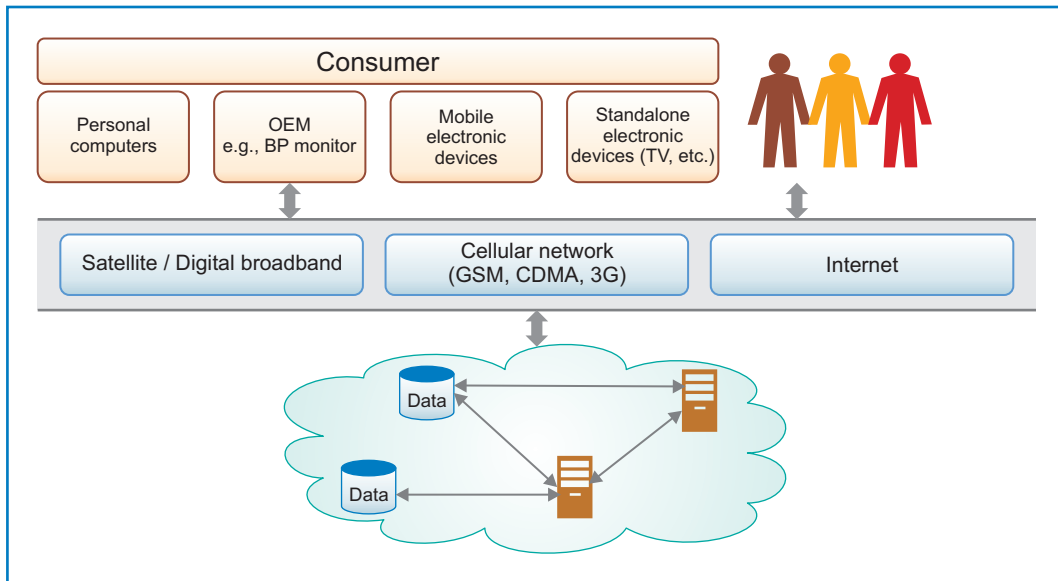 Consumer
Personal
computers
OEM
e.g., BP monitor
Mobile
electronic
devices
Standalone
electronic
devices (TV, etc.)
Satellite / Digital broadband
Cellular network
(GSM, CDMA, 3G)
Internet
Data
Data